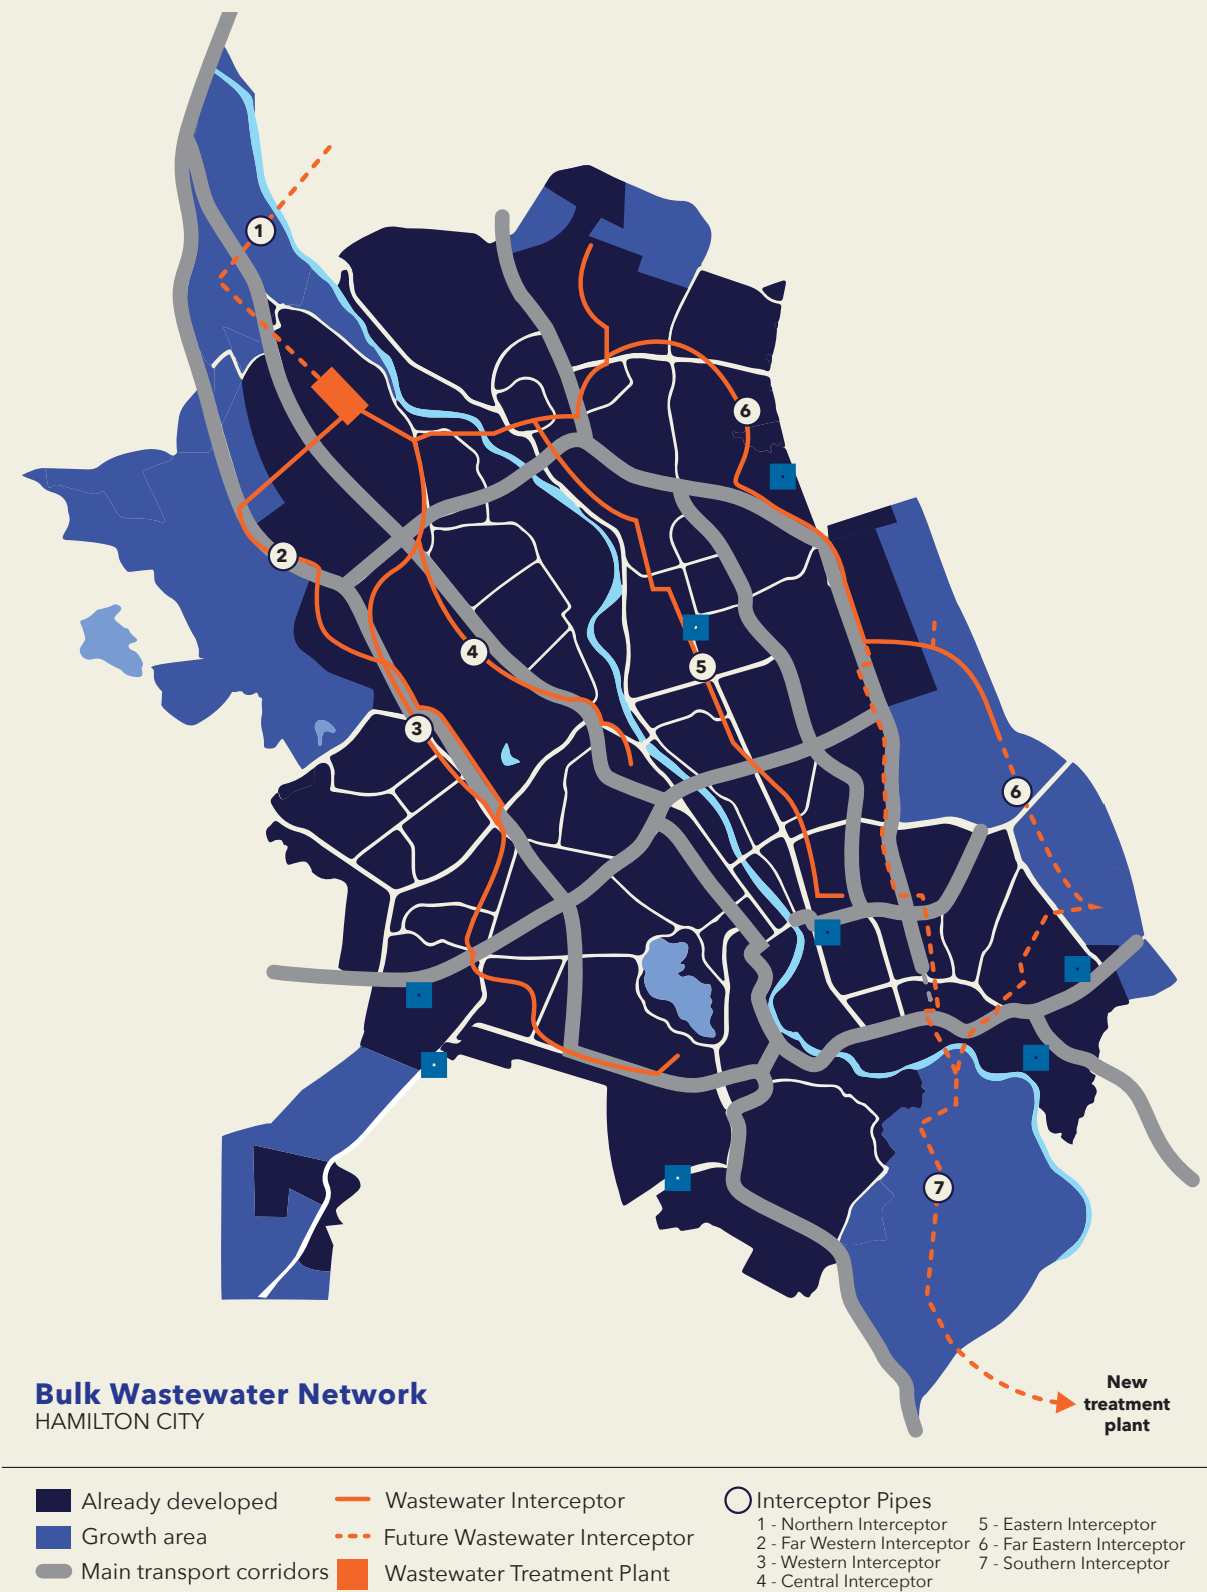 1
6
2
4
5
3
6
7
New
treatment
plant
Bulk Wastewater Network
HAMILTON CITY
Already developed
Growth area
Main transport corridors
Wastewater Interceptor
Future Wastewater Interceptor
Wastewater Treatment Plant
Interceptor Pipes
1 - Northern Interceptor
2 - Far Western Interceptor
3 - Western Interceptor
4 - Central Interceptor
5 - Eastern Interceptor
6 - Far Eastern Interceptor
7 - Southern Interceptor